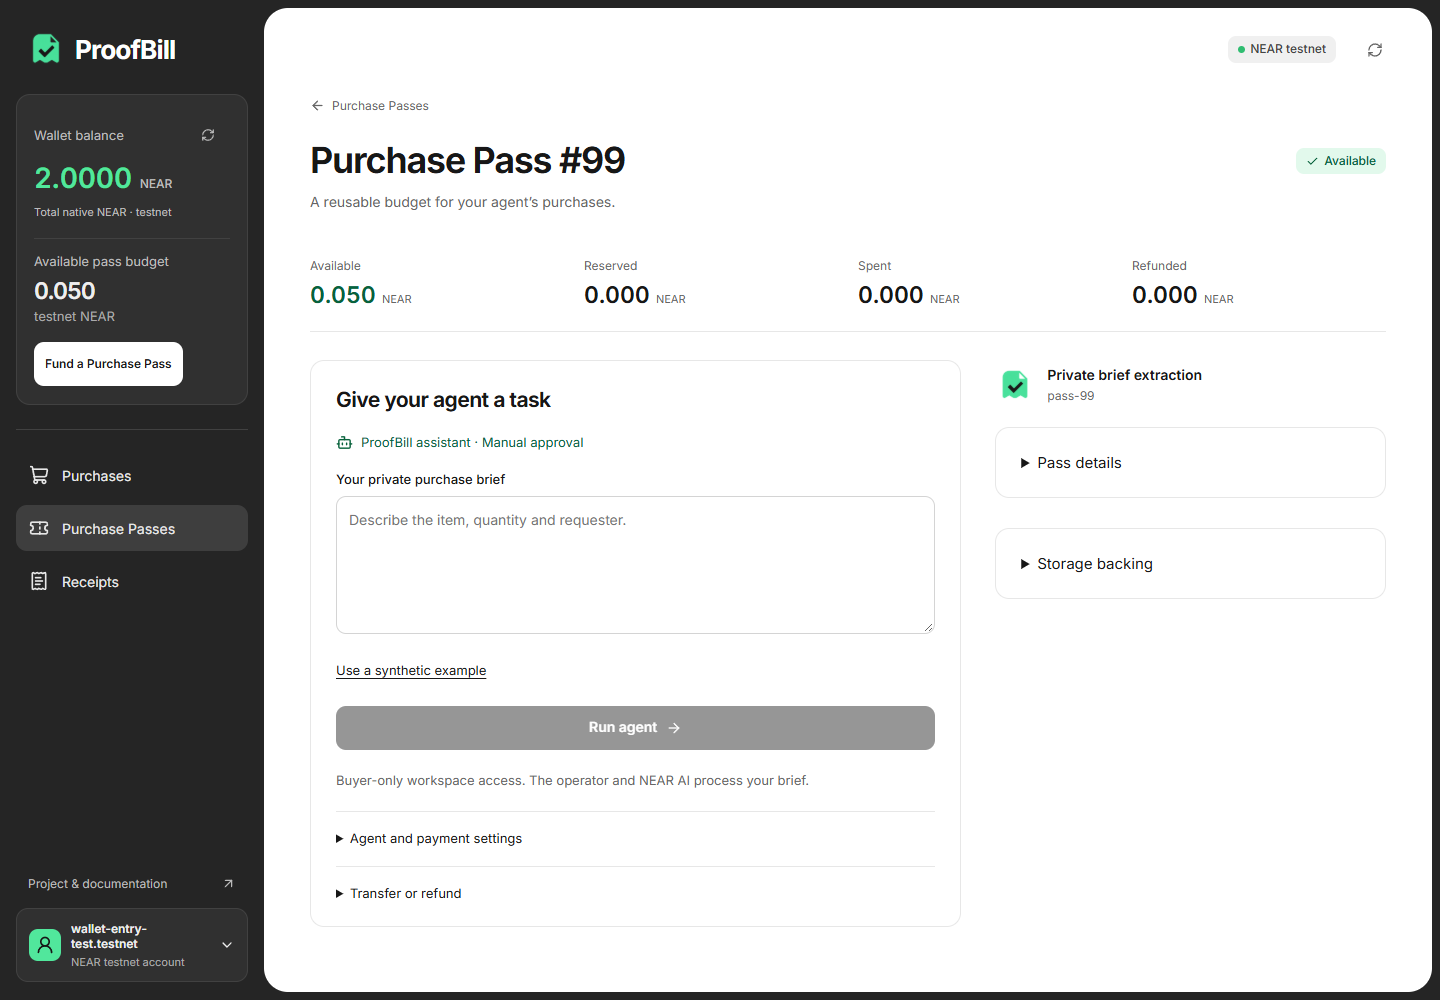 ProofBill
Wallet balance
2.0000 NEAR
Total native NEAR · testnet
Available pass budget
0.050
testnet NEAR
Fund a Purchase Pass
Purchases
Purchase Passes
Receipts
Project & documentation
wallet-entry-
test.testnet
NEAR testnet account
NEAR testnet
Purchase Passes
Purchase Pass #99
Available
A reusable budget for your agent’s purchases.
Available
0.050 NEAR
Reserved
0.000 NEAR
Spent
0.000 NEAR
Refunded
0.000 NEAR
Give your agent a task
ProofBill assistant · Manual approval
Your private purchase brief
Describe the item, quantity and requester.
Use a synthetic example
Run agent
Buyer-only workspace access. The operator and NEAR AI process your brief.
Agent and payment settings
Transfer or refund
Private brief extraction
pass-99
Pass details
Storage backing